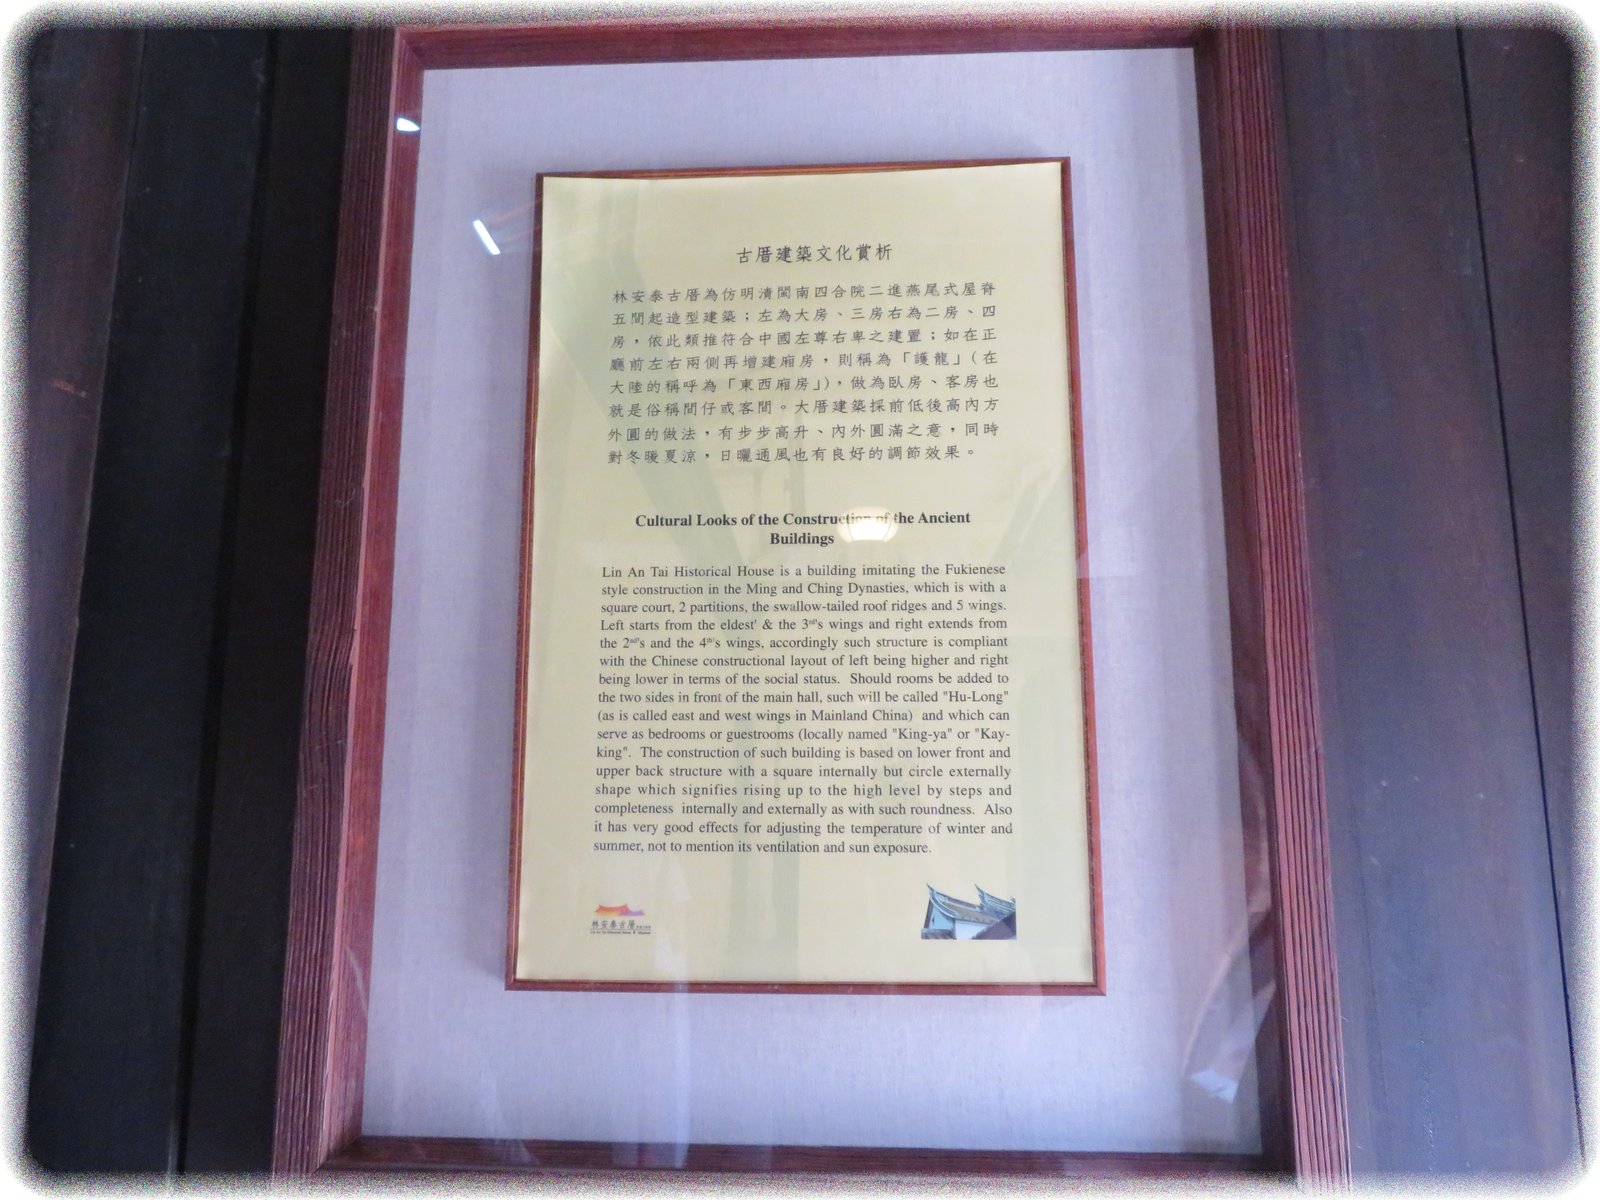 古厝建築文化賞析
林安泰古厝為仿明清閩南四合院二進燕尾式屋脊
五間起造型建築；左為大房、三房右為二房、四
房，依此類推符合中國左尊右卑之建置；如在正
廳前左右兩側再增建廂房，則稱為「護龍」(在
大陸的稱呼為「東西廂房」)，做為臥房、客房也
就是俗稱間仔或客間。大厝建築採前低後高內方
外圓的做法，有步步高升、內外圓滿之意，同時
對冬暖夏涼，日曬通風也有良好的調節效果。
Cultural Looks of the Construction of the Ancient
Buildings
Lin An Tai Historical House is a building imitating the Fukienese
style construction in the Ming and Ching Dynasties, which is with a
square court, 2 partitions, the swallow-tailed roof ridges and 5 wings.
Left starts from the eldest' & the 3rd's wings and right extends from
the 2nd's and the 4th's wings, accordingly such structure is compliant
with the Chinese constructional layout of left being higher and right
being lower in terms of the social status. Should rooms be added to
the two sides in front of the main hall, such will be called "Hu-Long"
(as is called east and west wings in Mainland China) and which can
serve as bedrooms or guestrooms (locally named "King-ya" or "Kay-
king". The construction of such building is based on lower front and
upper back structure with a square internally but circle externally
shape which signifies rising up to the high level by steps and
completeness internally and externally as with such roundness. Also
it has very good effects for adjusting the temperature of winter and
summer, not to mention its ventilation and sun exposure.
林安泰古厝